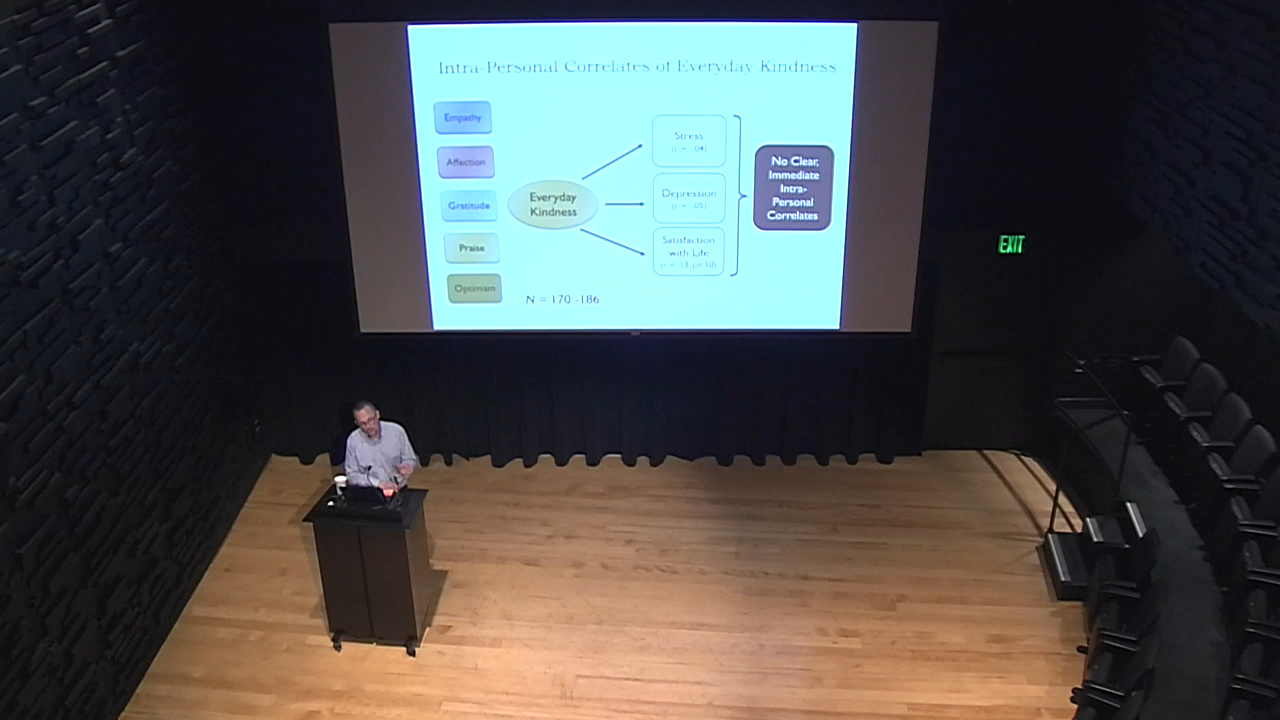 Intra-Personal Correlates of Everyday Kindness
Empathy
Affection
Gratitude
Praise
Optimism
Everyday
Kindness
Stress
Depression
Satisfaction
with Life
No Clear,
Immediate
Intra-
Personal
Correlates
N = 170 -186
EXIT